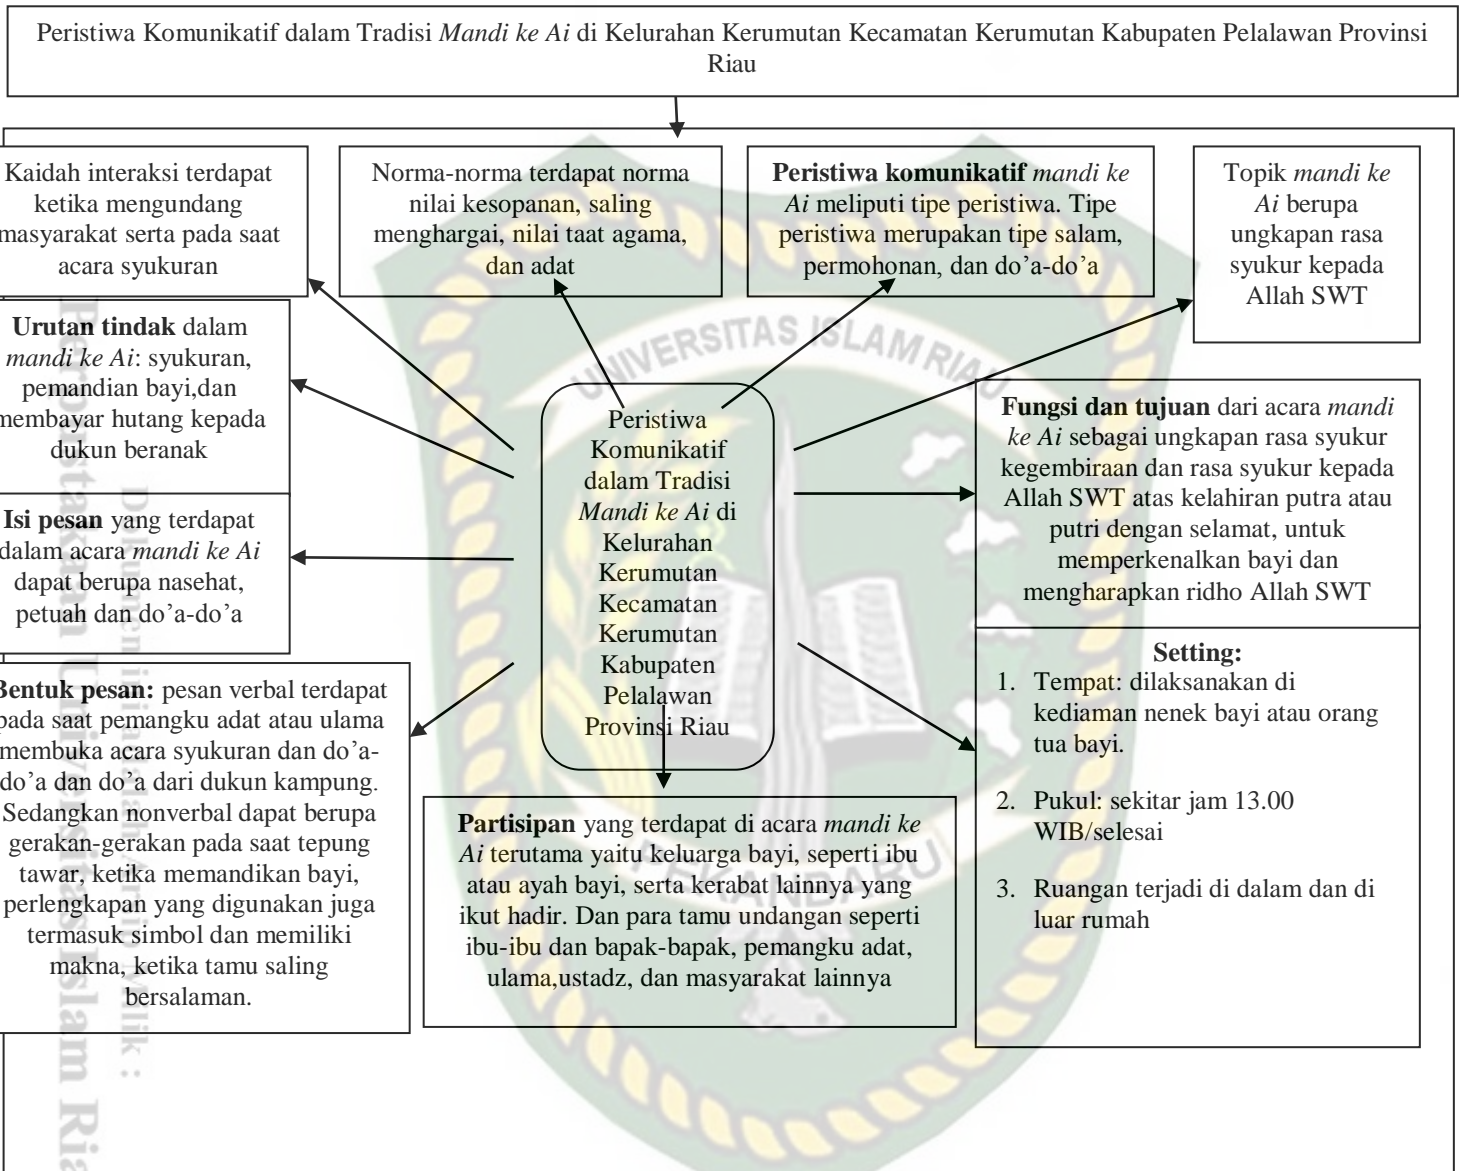 Peristiwa Komunikatif dalam Tradisi Mandi ke Ai di Kelurahan Kerumutan Kecamatan Kerumutan Kabupaten Pelalawan Provinsi
Riau
Kaidah interaksi terdapat
ketika mengundang
masyarakat serta pada saat
acara syukuran
Norma-norma terdapat norma
nilai kesopanan, saling
menghargai, nilai taat agama,
dan adat
Peristiwa komunikatif mandi ke
Ai meliputi tipe peristiwa. Tipe
peristiwa merupakan tipe salam,
permohonan, dan do’a-do’a
Topik mandi ke
Ai berupa
ungkapan rasa
syukur kepada
Allah SWT
Urutan tindak dalam
mandi ke Ai: syukuran,
pemandian bayi,dan
membayar hutang kepada
dukun beranak
Isi pesan yang terdapat
dalam acara mandi ke Ai
dapat berupa nasehat,
petuah dan do’a-do’a
Bentuk pesan: pesan verbal terdapat
pada saat pemangku adat atau ulama
membuka acara syukuran dan do’a-
do’a dan do’a dari dukun kampung.
Sedangkan nonverbal dapat berupa
gerakan-gerakan pada saat tepung
tawar, ketika memandikan bayi,
perlengkapan yang digunakan juga
termasuk simbol dan memiliki
makna, ketika tamu saling
bersalaman.
Peristiwa
Komunikatif
dalam Tradisi
Mandi ke Ai di
Kelurahan
Kerumutan
Kecamatan
Kerumutan
Kabupaten
Pelalawan
Provinsi Riau
Partisipan yang terdapat di acara mandi ke
Ai terutama yaitu keluarga bayi, seperti ibu
atau ayah bayi, serta kerabat lainnya yang
ikut hadir. Dan para tamu undangan seperti
ibu-ibu dan bapak-bapak, pemangku adat,
ulama,ustadz, dan masyarakat lainnya
Fungsi dan tujuan dari acara mandi
ke Ai sebagai ungkapan rasa syukur
kegembiraan dan rasa syukur kepada
Allah SWT atas kelahiran putra atau
putri dengan selamat, untuk
memperkenalkan bayi dan
mengharapkan ridho Allah SWT
Setting:
1. Tempat: dilaksanakan di
kediaman nenek bayi atau orang
tua bayi.
2. Pukul: sekitar jam 13.00
WIB/selesai
3. Ruangan terjadi di dalam dan di
luar rumah
UNIVERSITAS ISLAM RIAU
PEKANBARU
Dokumen ini adalah Arsip Milik :
Perpustakaan Universitas Islam Ria